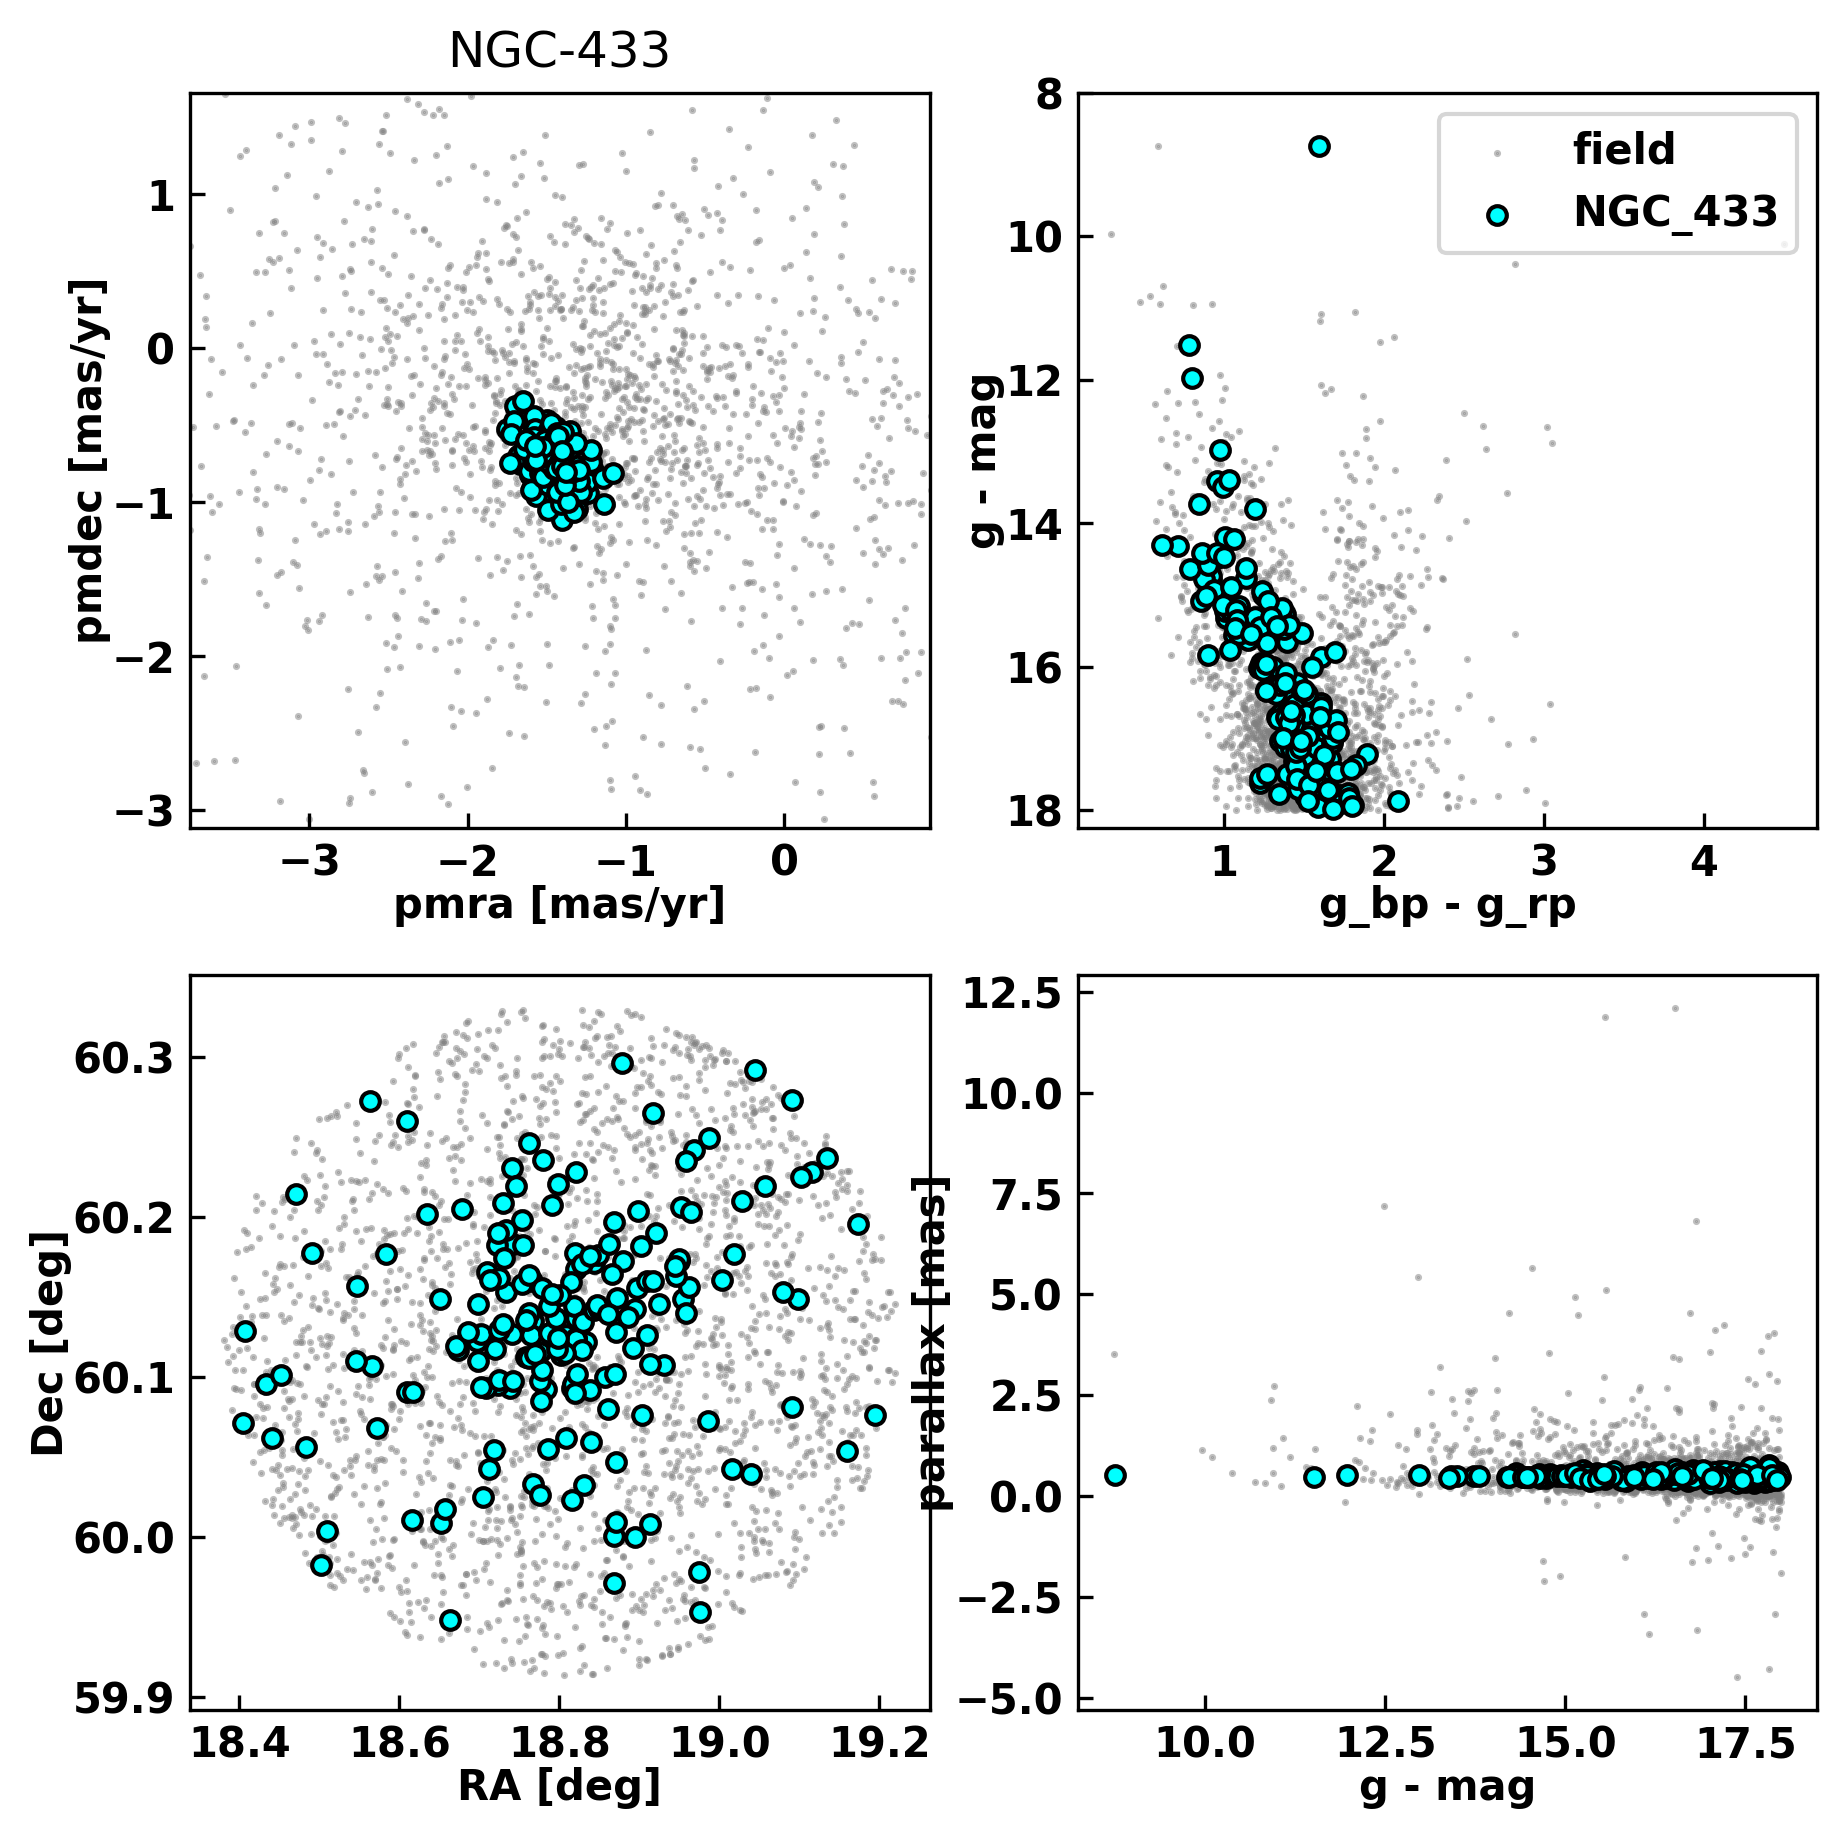 NGC-433
1
0
−1
−2
−3
pmdec [mas/yr]
−3 −2 −1 0
pmra [mas/yr]
8
10
12
14
16
18
g - mag
field
NGC_433
1 2 3 4
g_bp - g_rp
60.3
60.2
60.1
60.0
59.9
Dec [deg]
18.4 18.6 18.8 19.0 19.2
RA [deg]
12.5
10.0
7.5
5.0
2.5
0.0
−2.5
−5.0
parallax [mas]
10.0 12.5 15.0 17.5
g - mag